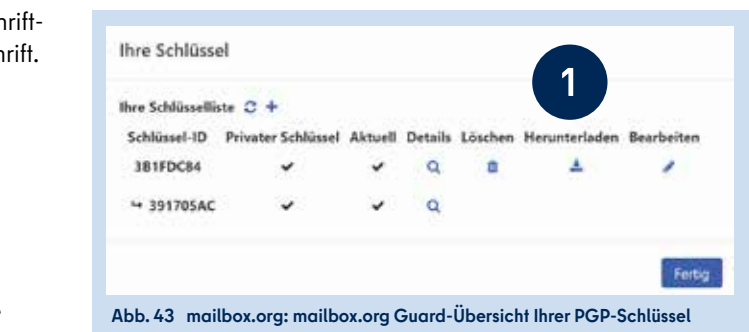 hrift-
hrift.
Ihre Schlüssel
1
Ihre Schlüsselliste
Schlüssel-ID Privater Schlüssel Aktuell Details Löschen Herunterladen Bearbeiten
3B1FDC84
391705AC
Fertig
Abb. 43 mailbox.org: mailbox.org Guard-Übersicht Ihrer PGP-Schlüssel